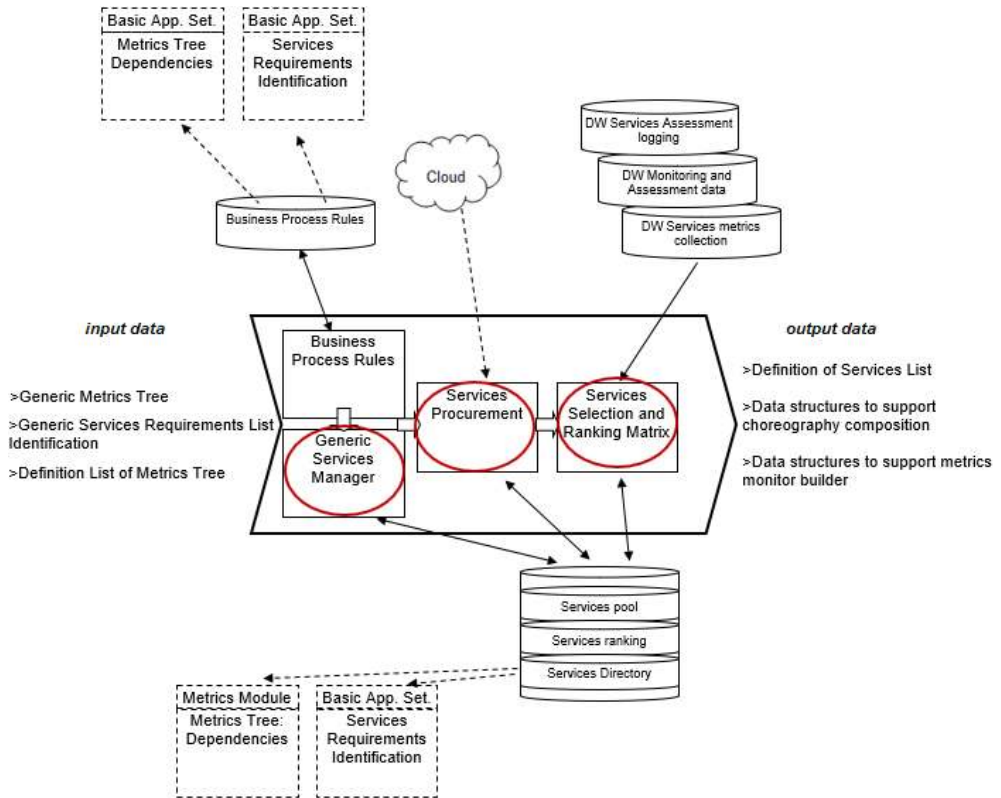 Basic App. Set.
Metrics Tree
Dependencies
Basic App. Set.
Services
Requirements
Identification
DW Services Assessment
logging
DW Monitoring and
Assessment data
DW Services metrics
collection
Cloud
Business Process Rules
input data
>Generic Metrics Tree
>Generic Services Requirements List
Identification
>Definition List of Metrics Tree
Business
Process Rules
Generic
Services
Manager
Services
Procurement
Services
Selection and
Ranking Matrix
output data
>Definition of Services List
>Data structures to support
choreography composition
>Data structures to support metrics
monitor builder
Services pool
Services ranking
Services Directory
Metrics Module
Metrics Tree:
Dependencies
Basic App. Set.
Services
Requirements
Identification